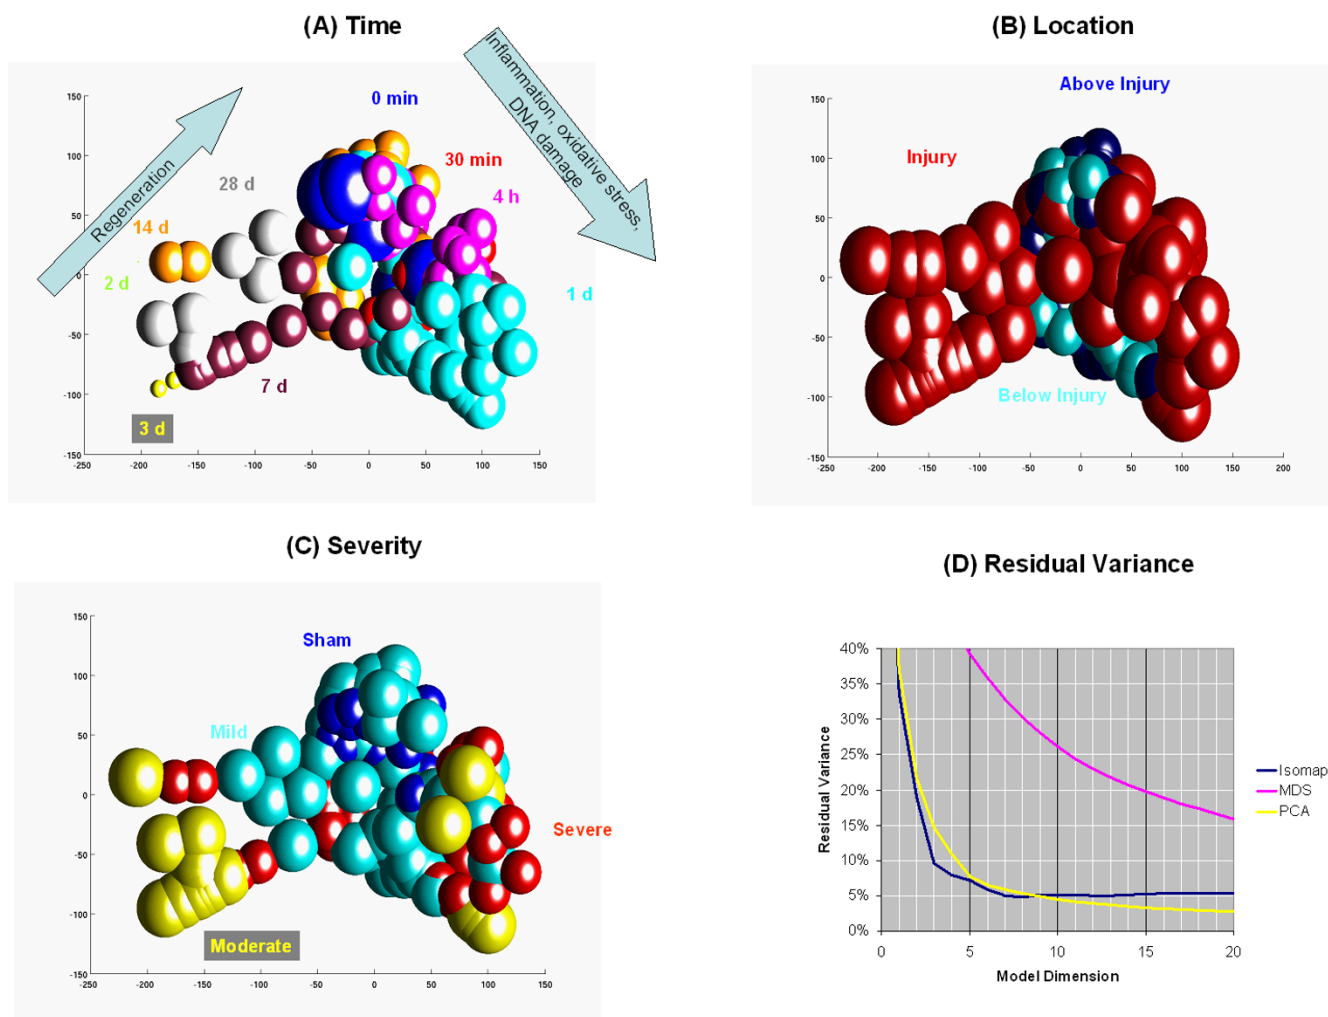 (A) Time
Inflammation, oxidative stress,
DNA damage
Regeneration
0 min
30 min
4 h
28 d
14 d
2 d
1 d
7 d
3 d
150
100
50
0
-50
-100
-150
-250
-200
-150
-100
-50
0
50
100
150
(B) Location
Above Injury
Injury
Below Injury
150
100
50
0
-50
-100
-150
-250
-200
-150
-100
-50
0
50
100
150
200
(C) Severity
Sham
Mild
Severe
Moderate
150
100
50
0
-50
-100
-150
-250
-200
-150
-100
-50
0
50
100
150
(D) Residual Variance
Residual Variance
40%
35%
30%
25%
20%
15%
10%
5%
0%
0
5
10
15
20
Model Dimension
Isomap
MDS
PCA